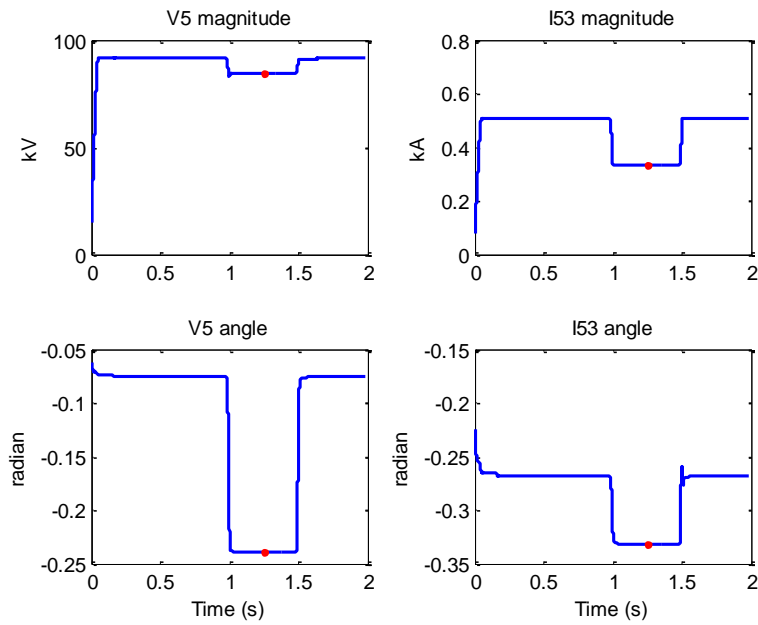 V5 magnitude
100
50
0
kV
0 0.5 1 1.5 2
I53 magnitude
0.8
0.6
0.4
0.2
0
kA
0 0.5 1 1.5 2
V5 angle
-0.05
-0.1
-0.15
-0.2
-0.25
radian
0 0.5 1 1.5 2
Time (s)
I53 angle
-0.15
-0.2
-0.25
-0.3
-0.35
radian
0 0.5 1 1.5 2
Time (s)